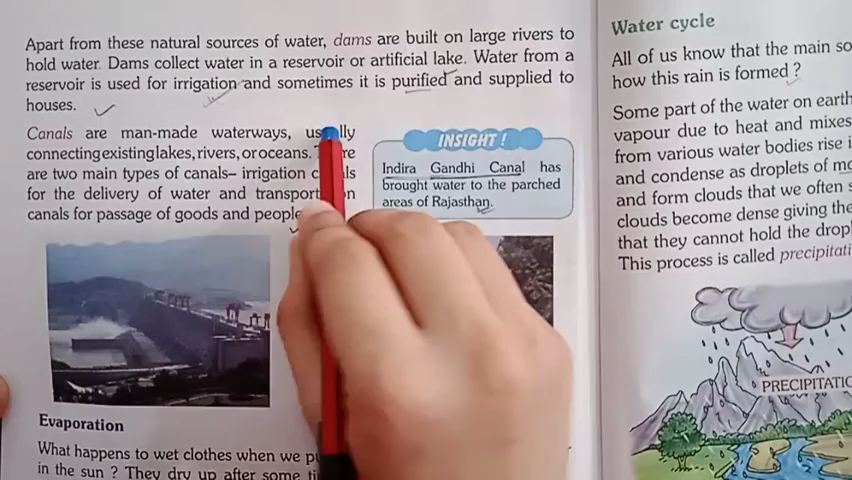 Apart from these natural sources of water, dams are built on large rivers to
hold water. Dams collect water in a reservoir or artificial lake. Water from a
reservoir is used for irrigation and sometimes it is purified and supplied to
houses.
Canals are man-made waterways,
connecting existing lakes, rivers, or oceans.
are two main types of canals– irrigation
for the delivery of water and
canals for passage of goods and people
INSIGHT !
Indira Gandhi Canal has
brought water to the parched
areas of Rajasthan.
Evaporation
What happens to wet clothes when we
in the sun ? They dry up after some
Water cycle
All of us know that the main
how this rain is formed ?
Some part of the water on earth
vapour due to heat and mixes
from various water bodies rise
and condense as droplets of
and form clouds that we often
clouds become dense giving the
that they cannot hold the
This process is called